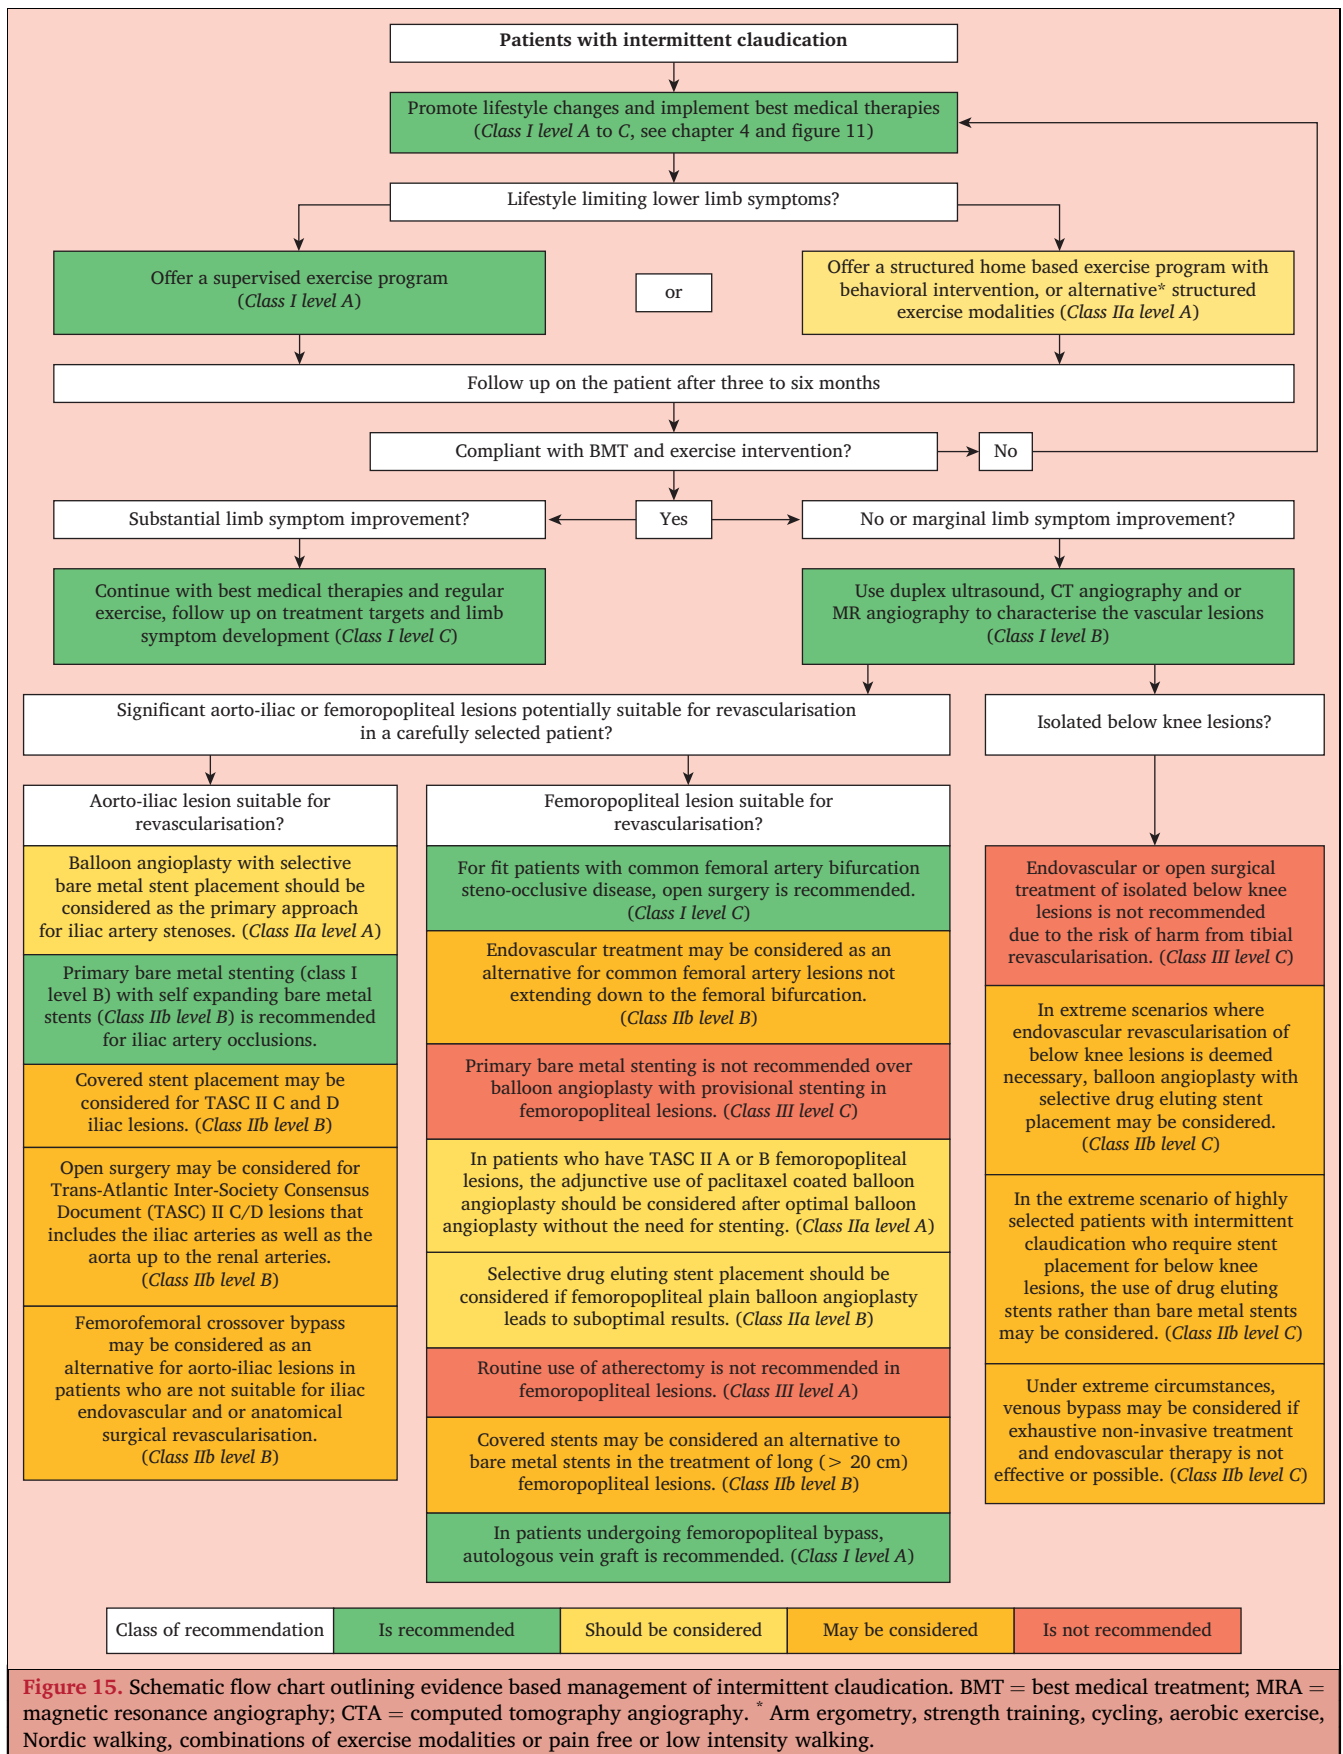 Patients with intermittent claudication
Promote lifestyle changes and implement best medical therapies
(Class I level A to C, see chapter 4 and figure 11)
Lifestyle limiting lower limb symptoms?
Offer a supervised exercise program
(Class I level A)
or
Offer a structured home based exercise program with
behavioral intervention, or alternative* structured
exercise modalities (Class IIa level A)
Follow up on the patient after three to six months
Compliant with BMT and exercise intervention?
No
Substantial limb symptom improvement?
Yes
No or marginal limb symptom improvement?
Continue with best medical therapies and regular
exercise, follow up on treatment targets and limb
symptom development (Class I level C)
Use duplex ultrasound, CT angiography and or
MR angiography to characterise the vascular lesions
(Class I level B)
Significant aorto-iliac or femoropopliteal lesions potentially suitable for revascularisation
in a carefully selected patient?
Isolated below knee lesions?
Aorto-iliac lesion suitable for
revascularisation?
Balloon angioplasty with selective
bare metal stent placement should be
considered as the primary approach
for iliac artery stenoses. (Class IIa level A)
Primary bare metal stenting (class I
level B) with self expanding bare metal
stents (Class IIb level B) is recommended
for iliac artery occlusions.
Covered stent placement may be
considered for TASC II C and D
iliac lesions. (Class IIb level B)
Open surgery may be considered for
Trans-Atlantic Inter-Society Consensus
Document (TASC) II C/D lesions that
includes the iliac arteries as well as the
aorta up to the renal arteries.
(Class IIb level B)
Femorofemoral crossover bypass
may be considered as an
alternative for aorto-iliac lesions in
patients who are not suitable for iliac
endovascular and or anatomical
surgical revascularisation.
(Class IIb level B)
Femoropopliteal lesion suitable for
revascularisation?
For fit patients with common femoral artery bifurcation
steno-occlusive disease, open surgery is recommended.
(Class I level C)
Endovascular treatment may be considered as an
alternative for common femoral artery lesions not
extending down to the femoral bifurcation.
(Class IIb level B)
Primary bare metal stenting is not recommended over
balloon angioplasty with provisional stenting in
femoropopliteal lesions. (Class III level C)
In patients who have TASC II A or B femoropopliteal
lesions, the adjunctive use of paclitaxel coated balloon
angioplasty should be considered after optimal balloon
angioplasty without the need for stenting. (Class IIa level A)
Selective drug eluting stent placement should be
considered if femoropopliteal plain balloon angioplasty
leads to suboptimal results. (Class IIa level B)
Routine use of atherectomy is not recommended in
femoropopliteal lesions. (Class III level A)
Covered stents may be considered an alternative to
bare metal stents in the treatment of long (> 20 cm)
femoropopliteal lesions. (Class IIb level B)
In patients undergoing femoropopliteal bypass,
autologous vein graft is recommended. (Class I level A)
Endovascular or open surgical
treatment of isolated below knee
lesions is not recommended
due to the risk of harm from tibial
revascularisation. (Class III level C)
In extreme scenarios where
endovascular revascularisation of
below knee lesions is deemed
necessary, balloon angioplasty with
selective drug eluting stent
placement may be considered.
(Class IIb level C)
In the extreme scenario of highly
selected patients with intermittent
claudication who require stent
placement for below knee
lesions, the use of drug eluting
stents rather than bare metal stents
may be considered. (Class IIb level C)
Under extreme circumstances,
venous bypass may be considered if
exhaustive non-invasive treatment
and endovascular therapy is not
effective or possible. (Class IIb level C)
Class of recommendation
Is recommended
Should be considered
May be considered
Is not recommended
Figure 15. Schematic flow chart outlining evidence based management of intermittent claudication. BMT = best medical treatment; MRA =
magnetic resonance angiography; CTA = computed tomography angiography. * Arm ergometry, strength training, cycling, aerobic exercise,
Nordic walking, combinations of exercise modalities or pain free or low intensity walking.